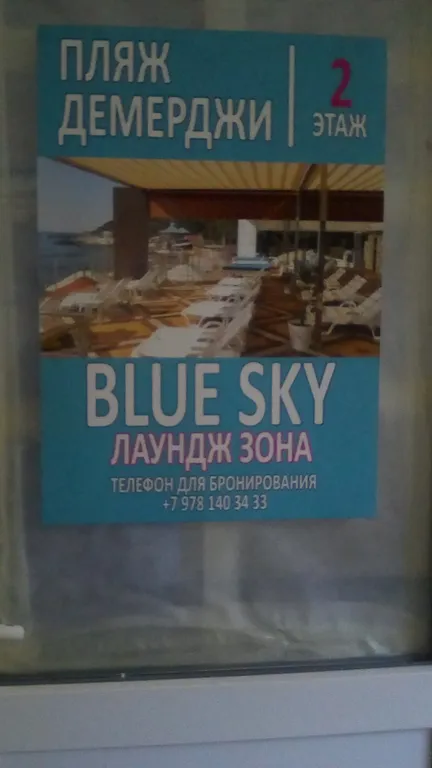 ПЛЯЖ
ДЕМЕРДЖИ
2
ЭТАЖ
BLUE SKY
ЛАУНДЖ ЗОНА
ТЕЛЕФОН ДЛЯ БРОНИРОВАНИЯ
+7 978 140 34 33